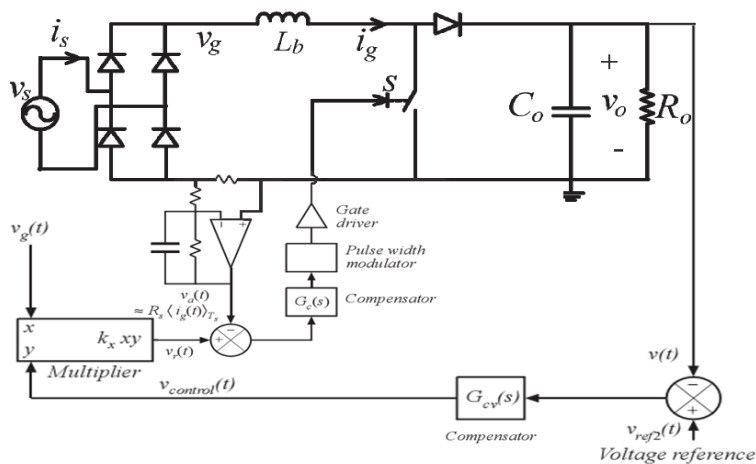 i_s
v_g
L_b
i_g
v_s
s
C_o
+
v_o
-
R_o
Gate
driver
v_g(t)
Pulse width
modulator
v_a(t)
≈ R_s ⟨i_g(t)⟩_{T_s}
G_c(s)
Compensator
x
y
k_x xy
v_r(t)
Multiplier
v_control(t)
G_cv(s)
Compensator
v(t)
v_ref2(t)
Voltage reference